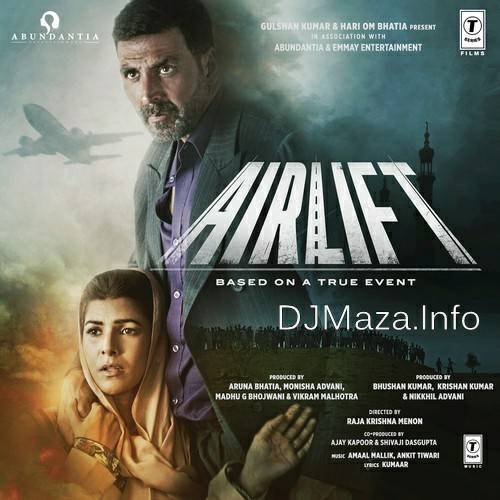 ABUNDANTIA
ENTERTAINMENT
GULSHAN KUMAR & HARI OM BHATIA PRESENT
IN ASSOCIATION WITH
ABUNDANTIA & EMMAY ENTERTAINMENT
T
SERIES
FILMS
AIRLIFT
BASED ON A TRUE EVENT
DJMaza.Info
PRODUCED BY
ARUNA BHATIA, MONISHA ADVANI,
MADHU G BHOJWANI & VIKRAM MALHOTRA
PRODUCED BY
BHUSHAN KUMAR, KRISHAN KUMAR
& NIKKHIL ADVANI
DIRECTED BY
RAJA KRISHNA MENON
CO-PRODUCED BY
AJAY KAPOOR & SHIVAJI DASGUPTA
MUSIC AMAAL MALLIK, ANKIT TIWARI
LYRICS KUMAAR
T
SERIES
MUSIC